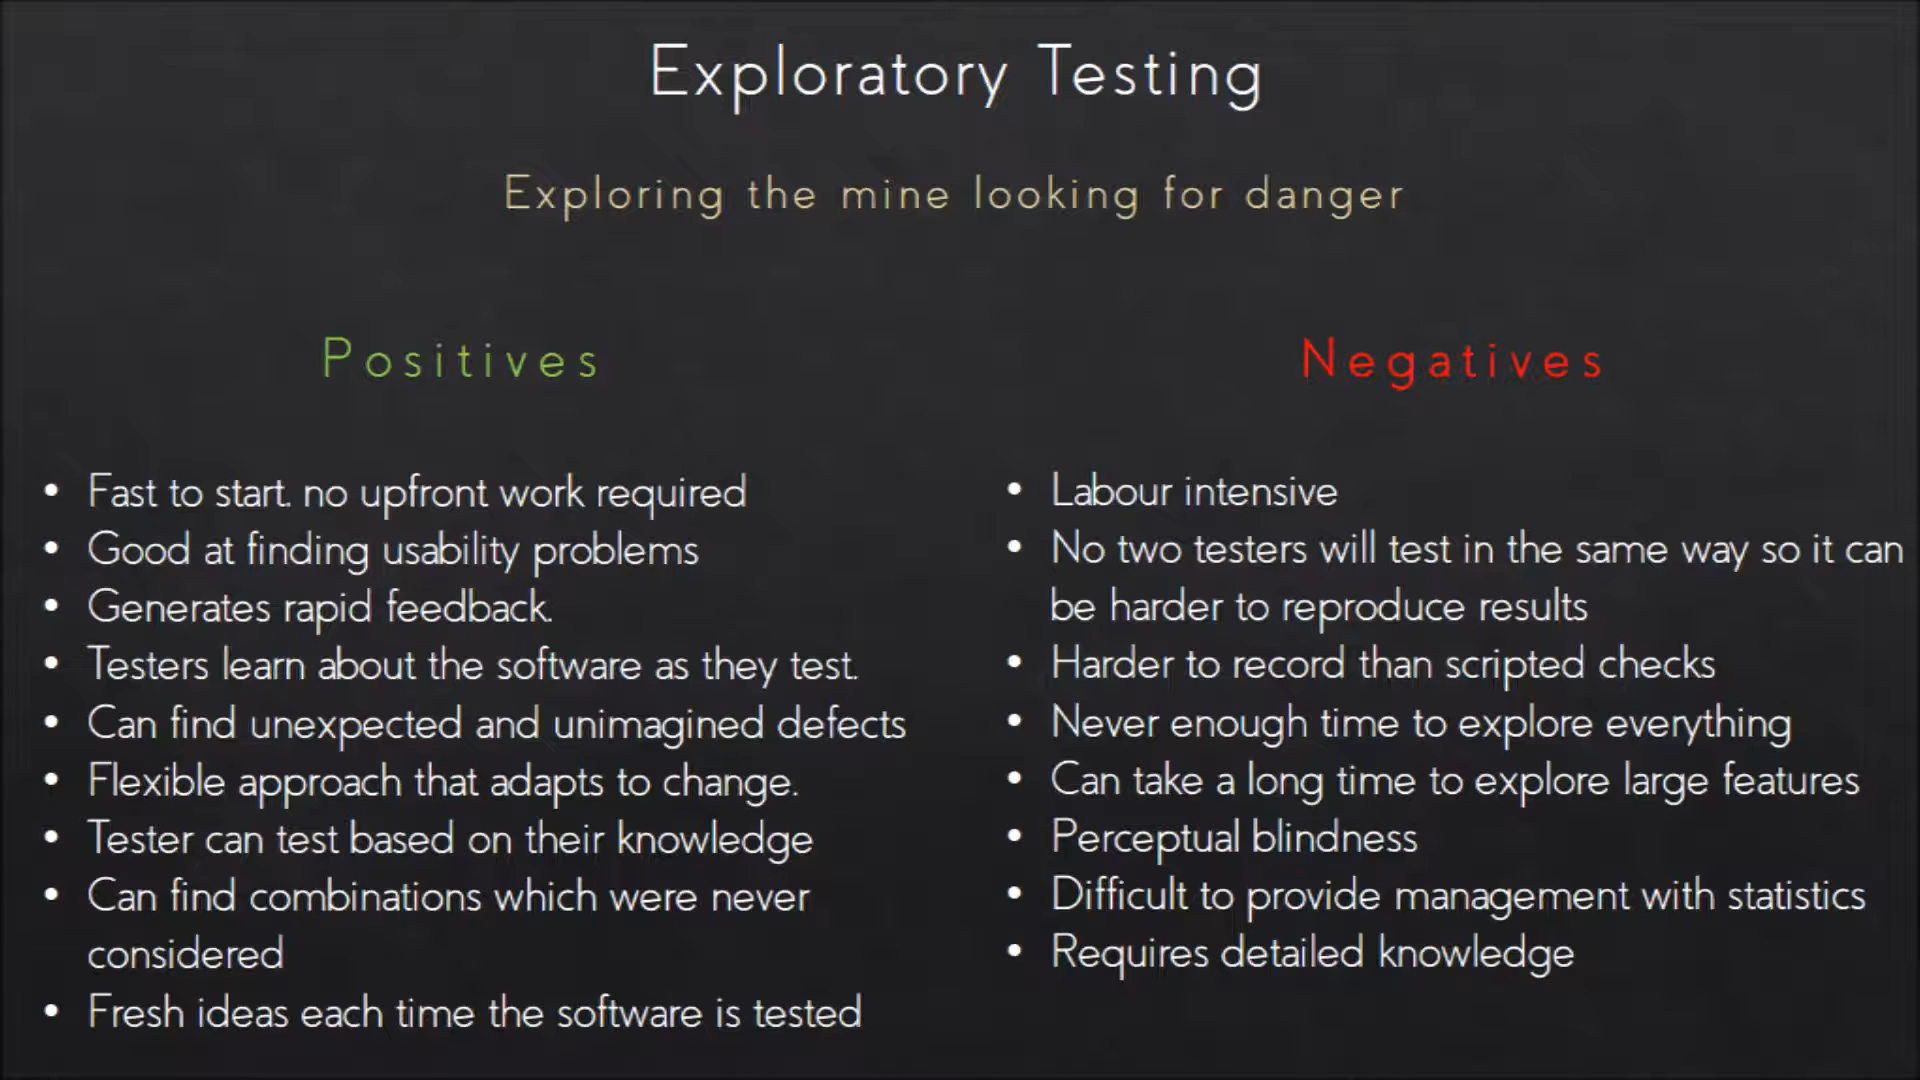 Exploratory Testing
Exploring the mine looking for danger
Positives
• Fast to start. no upfront work required
• Good at finding usability problems
• Generates rapid feedback.
• Testers learn about the software as they test.
• Can find unexpected and unimagined defects
• Flexible approach that adapts to change.
• Tester can test based on their knowledge
• Can find combinations which were never
considered
• Fresh ideas each time the software is tested
Negatives
• Labour intensive
• No two testers will test in the same way so it can
be harder to reproduce results
• Harder to record than scripted checks
• Never enough time to explore everything
• Can take a long time to explore large features
• Perceptual blindness
• Difficult to provide management with statistics
• Requires detailed knowledge